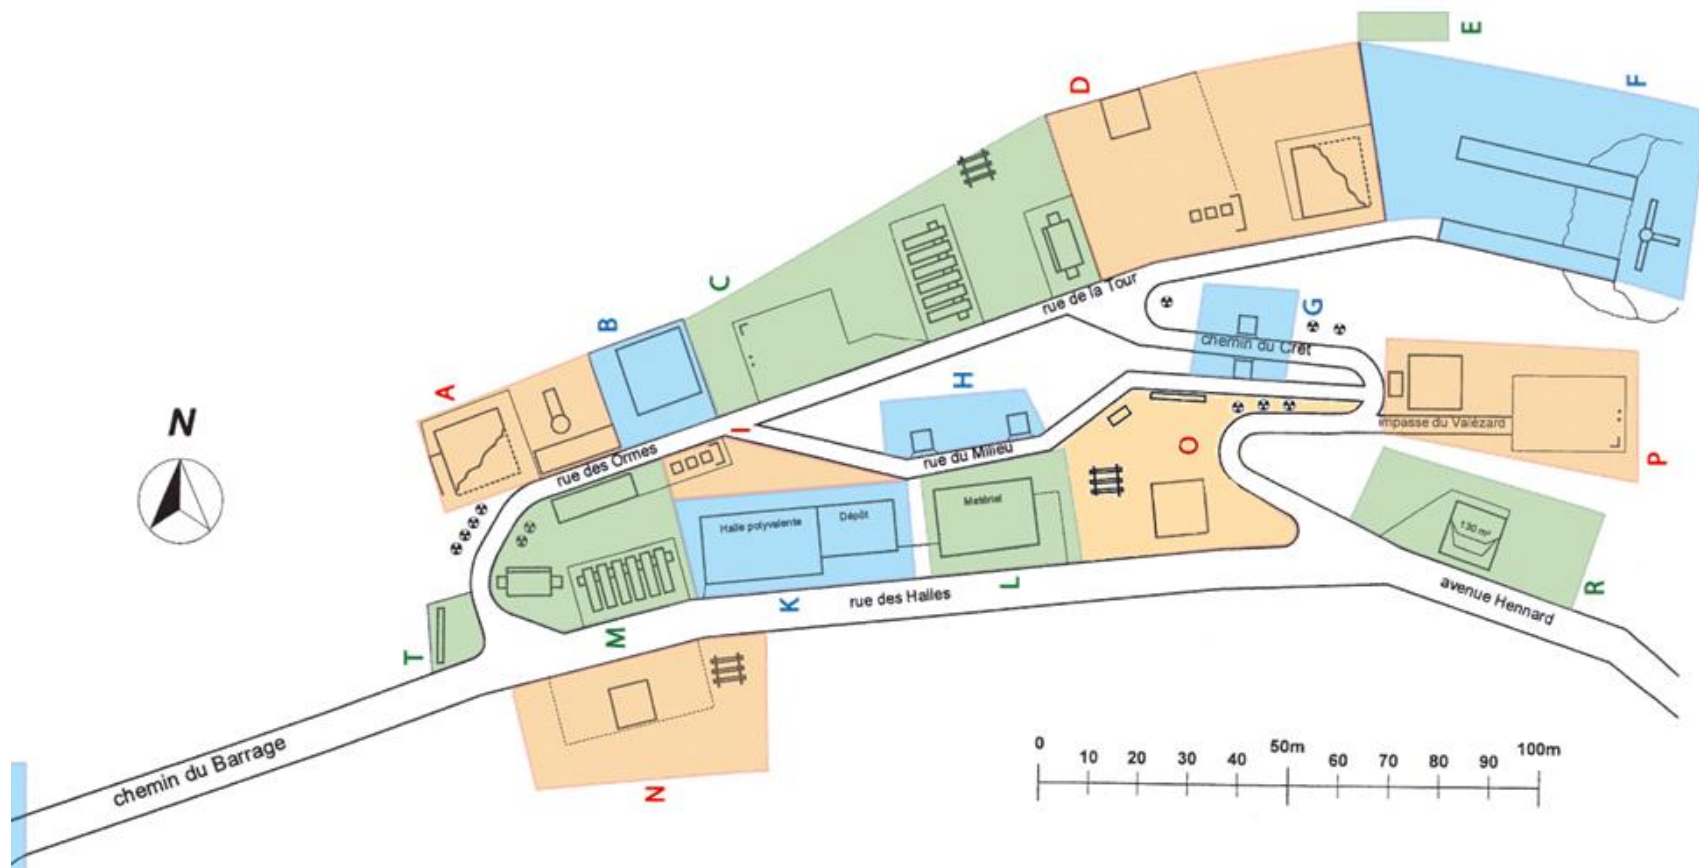 E
D
F
C
B
rue de la Tour
G
chemin du Crêt
A
H
I
impasse du Valézard
N
rue des Ormes
rue du Milieu
O
P
Matériel
Halle polyvalente
Dépôt
130 m²
L
R
K
rue des Halles
avenue Hennard
M
T
chemin du Barrage
N
0 10 20 30 40 50m 60 70 80 90 100m